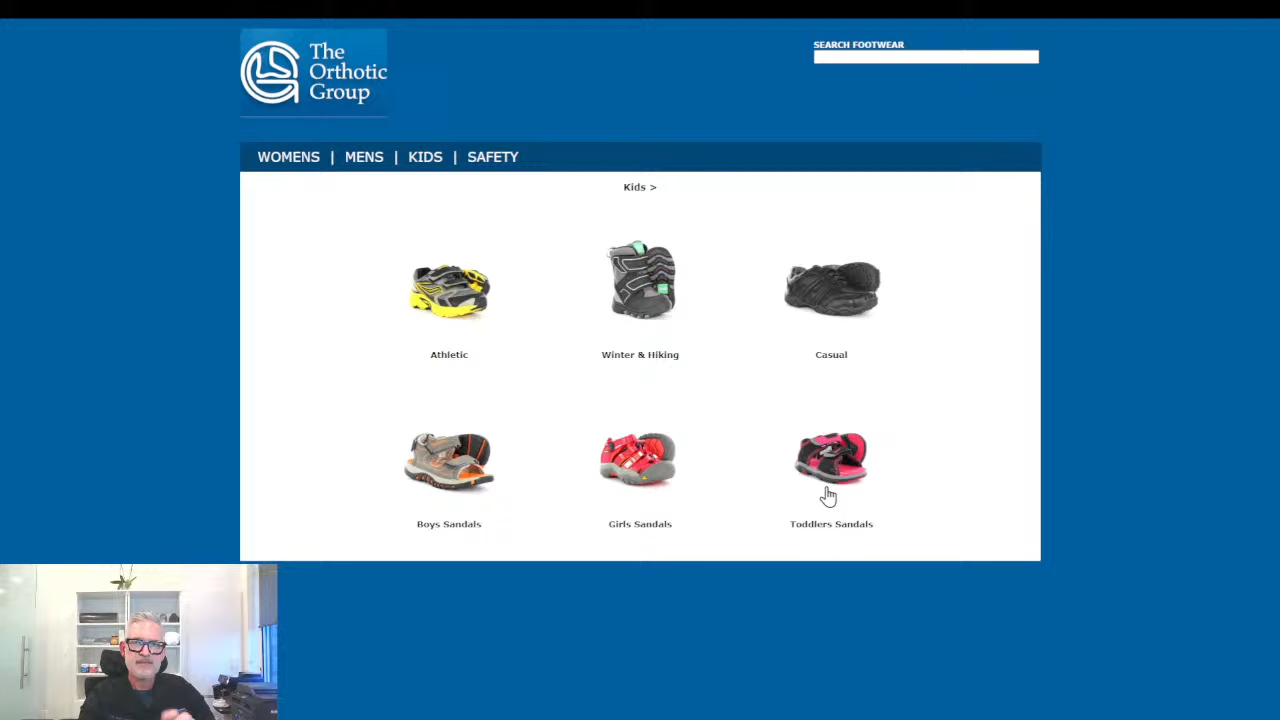 The
Orthotic
Group
SEARCH FOOTWEAR
WOMENS | MENS | KIDS | SAFETY
Kids >
Athletic
Winter & Hiking
Casual
Boys Sandals
Girls Sandals
Toddlers Sandals